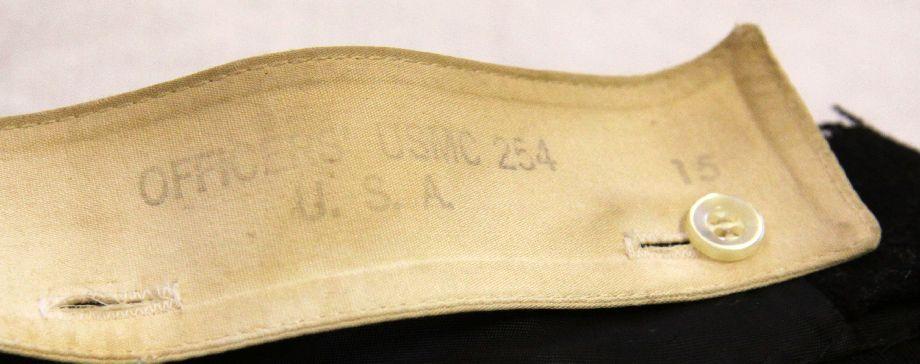 OFFICERS' USMC 254
U. S. A.
15